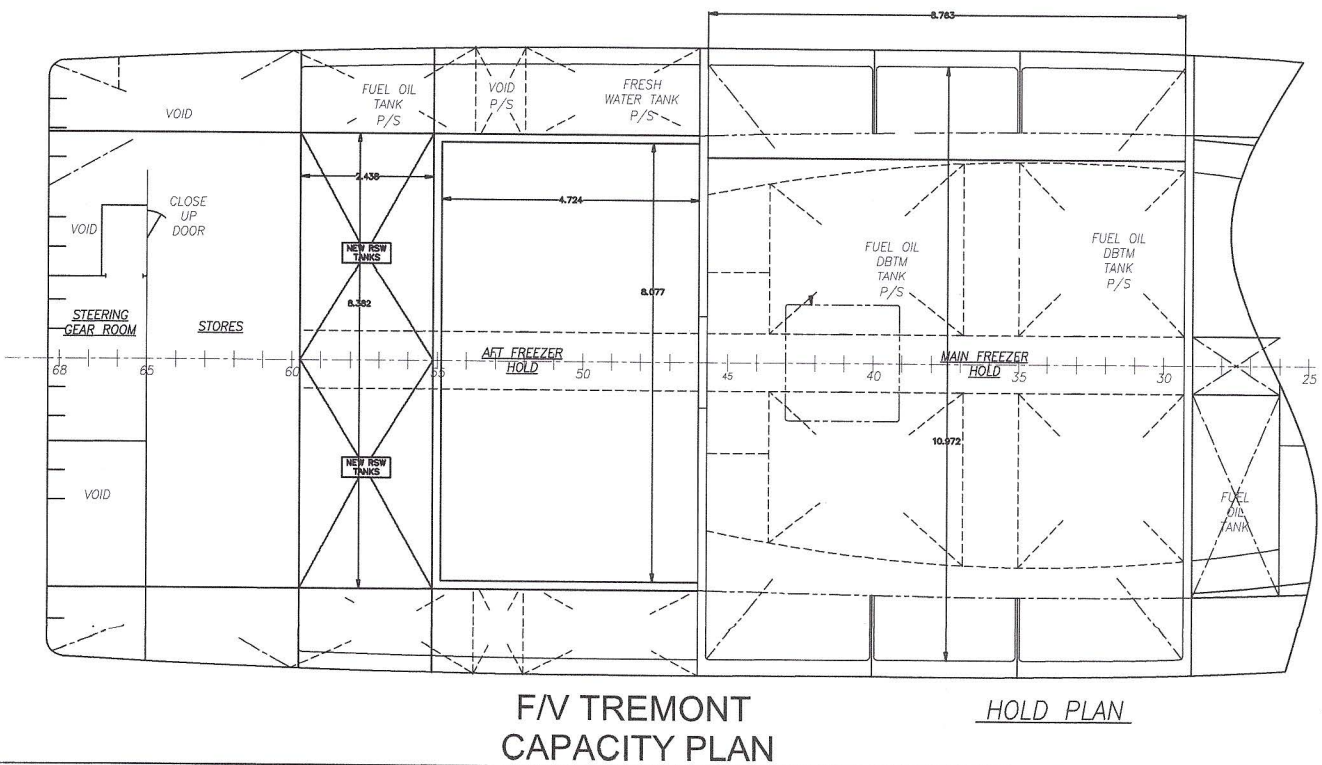 8.763
FUEL OIL
TANK
P/S
VOID
P/S
FRESH
WATER TANK
P/S
VOID
2.438
4.724
CLOSE
UP
DOOR
VOID
NEW RSW
TANKS
FUEL OIL
DBTM
TANK
P/S
FUEL OIL
DBTM
TANK
P/S
8.382
8.077
STEERING
GEAR ROOM
STORES
AFT FREEZER
HOLD
MAIN FREEZER
HOLD
68
65
60
55
50
45
40
35
30
25
10.972
NEW RSW
TANKS
VOID
FUEL
OIL
TANK
F/V TREMONT
CAPACITY PLAN
HOLD PLAN